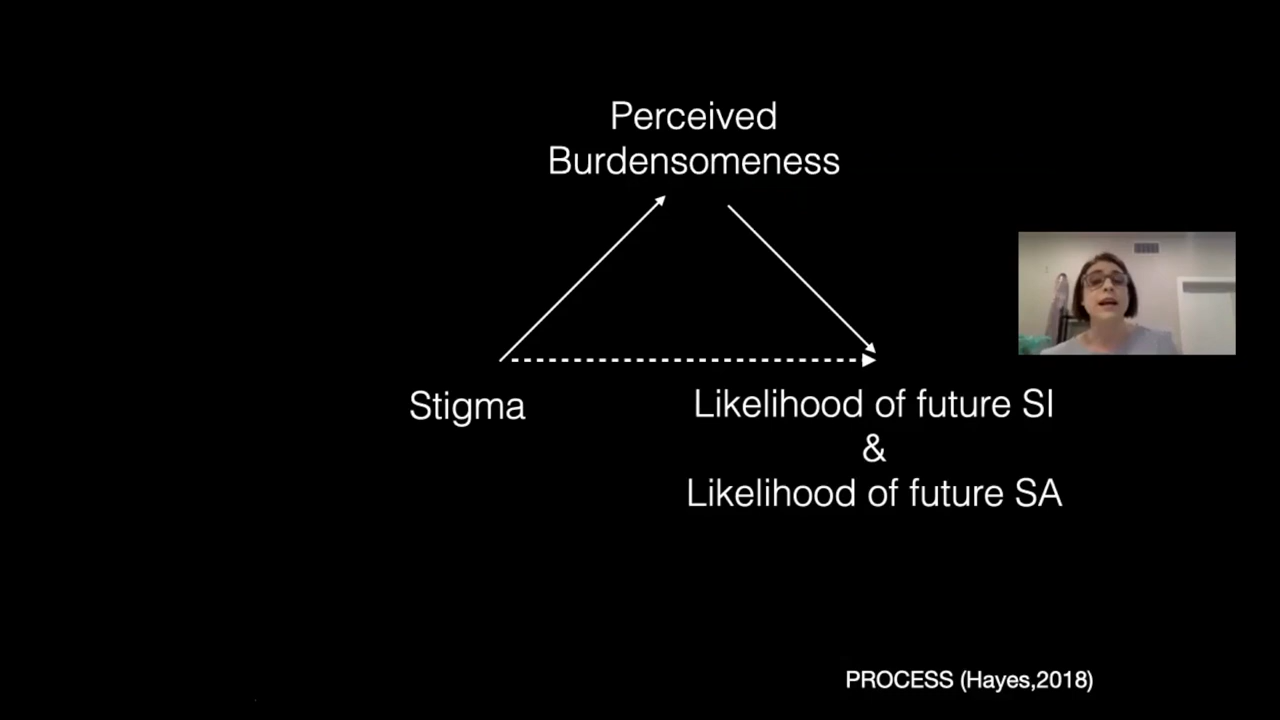 Perceived
Burdensomeness
Stigma
Likelihood of future SI
&
Likelihood of future SA
PROCESS (Hayes,2018)